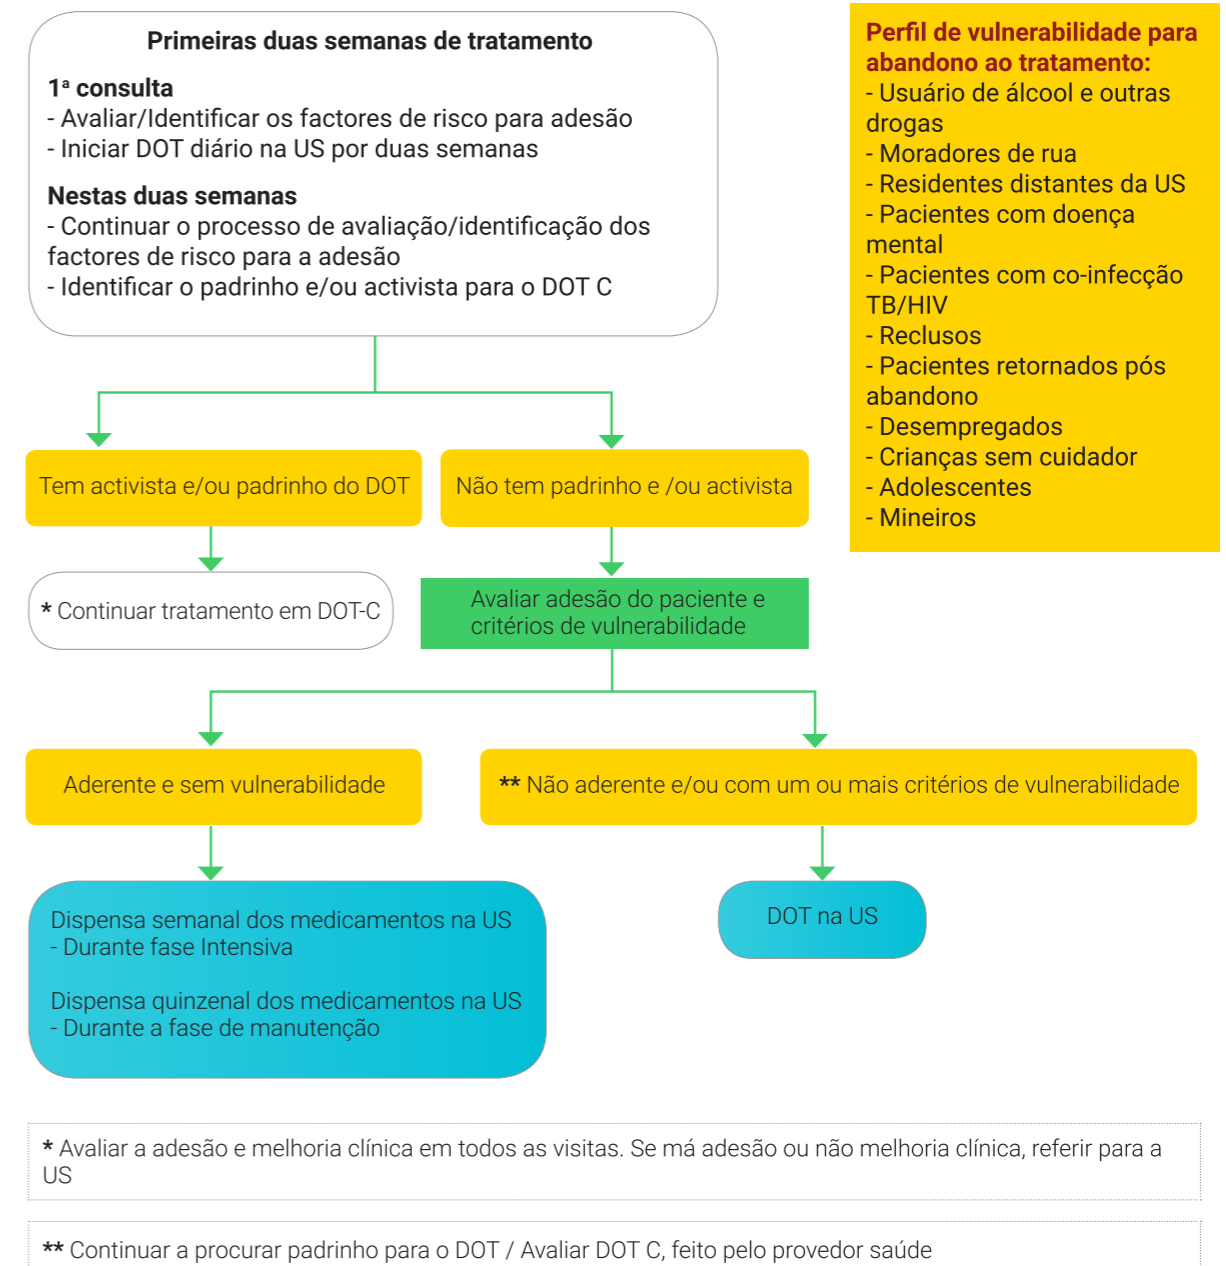 Primeiras duas semanas de tratamento
1ª consulta
- Avaliar/Identificar os factores de risco para adesão
- Iniciar DOT diário na US por duas semanas
Nestas duas semanas
- Continuar o processo de avaliação/identificação dos
factores de risco para a adesão
- Identificar o padrinho e/ou activista para o DOT C
Perfil de vulnerabilidade para
abandono ao tratamento:
- Usuário de álcool e outras
drogas
- Moradores de rua
- Residentes distantes da US
- Pacientes com doença
mental
- Pacientes com co-infecção
TB/HIV
- Reclusos
- Pacientes retornados pós
abandono
- Desempregados
- Crianças sem cuidador
- Adolescentes
- Mineiros
Tem activista e/ou padrinho do DOT
Não tem padrinho e /ou activista
* Continuar tratamento em DOT-C
Avaliar adesão do paciente e
critérios de vulnerabilidade
Aderente e sem vulnerabilidade
** Não aderente e/ou com um ou mais critérios de vulnerabilidade
Dispensa semanal dos medicamentos na US
- Durante fase Intensiva
Dispensa quinzenal dos medicamentos na US
- Durante a fase de manutenção
DOT na US
* Avaliar a adesão e melhoria clínica em todos as visitas. Se má adesão ou não melhoria clínica, referir para a
US
** Continuar a procurar padrinho para o DOT / Avaliar DOT C, feito pelo provedor saúde